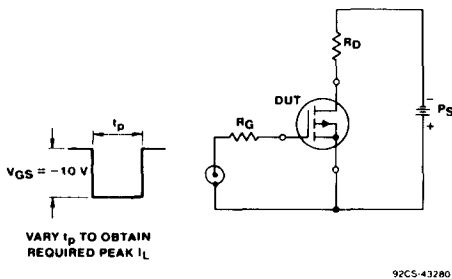 R_D
DUT
t_p
R_G
P_S
−
+
V_GS = −10 V
VARY t_p TO OBTAIN
REQUIRED PEAK I_L
92CS-43280